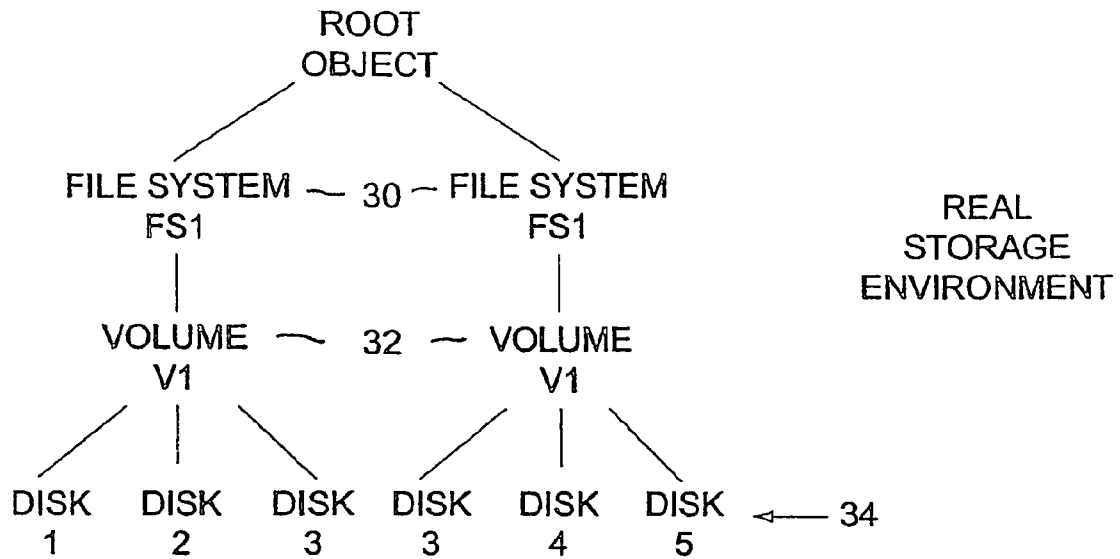 ROOT
OBJECT
FILE SYSTEM 30 FILE SYSTEM
FS1 FS1
REAL
STORAGE
ENVIRONMENT
VOLUME 32 VOLUME
V1 V1
DISK DISK DISK DISK DISK DISK 34
1 2 3 3 4 5